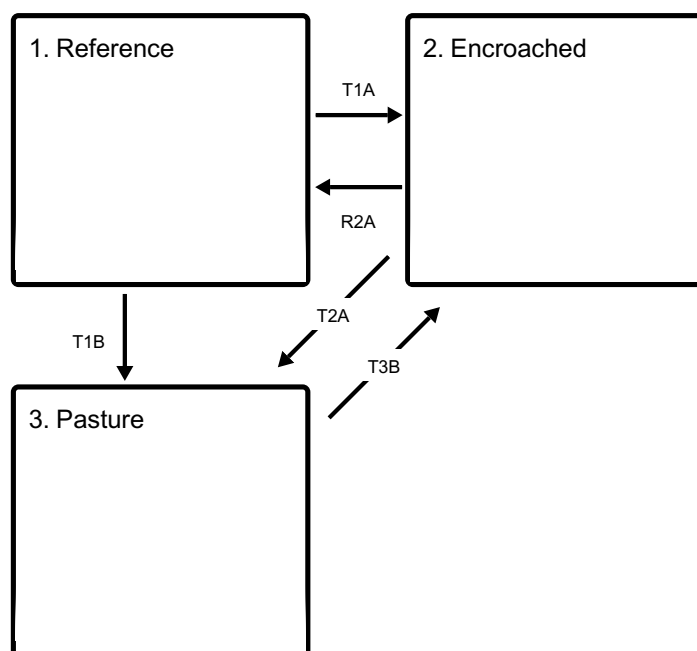 1. Reference
2. Encroached
T1A
R2A
T2A
T1B
T3B
3. Pasture